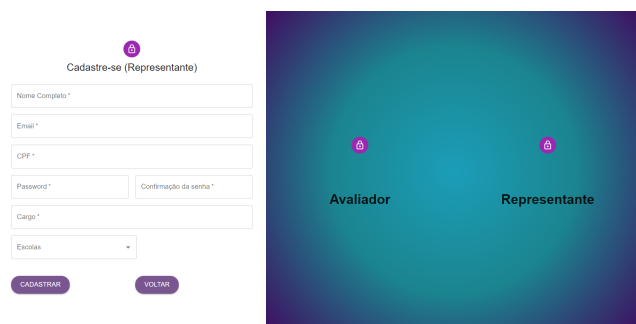 Cadastre-se (Representante)
Nome Completo *
Email *
CPF *
Password *
Confirmação da senha *
Cargo *
Escolas
CADASTRAR
VOLTAR
Avaliador
Representante